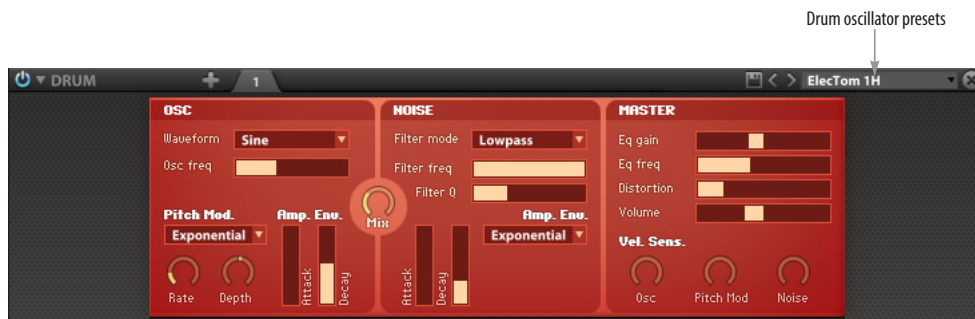 Drum oscillator presets
DRUM
1
ElecTom 1H
OSC
Waveform Sine
Osc freq
Pitch Mod.
Exponential
Rate Depth
Amp. Env.
Attack
Decay
Mix
NOISE
Filter mode Lowpass
Filter freq
Filter Q
Amp. Env.
Exponential
Attack
Decay
MASTER
Eq gain
Eq freq
Distortion
Volume
Vel. Sens.
Osc Pitch Mod Noise